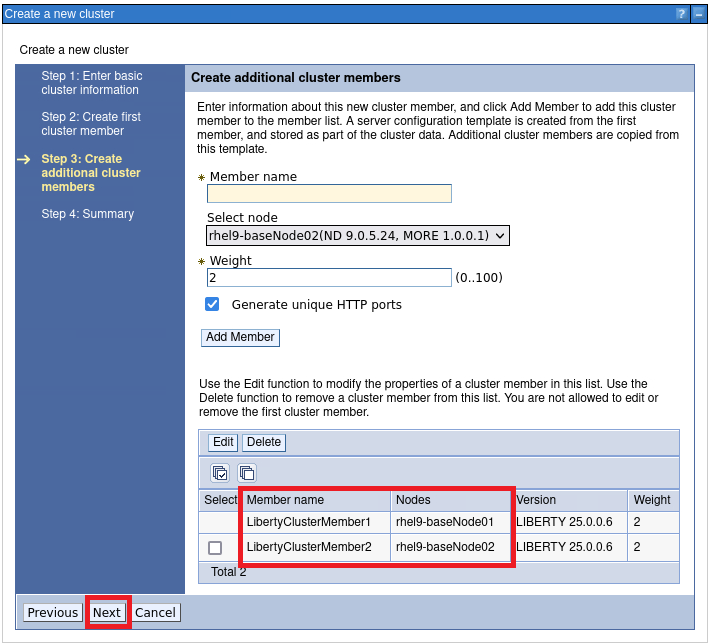 Create a new cluster
Create a new cluster
Step 1: Enter basic
cluster information
Step 2: Create first
cluster member
Step 3: Create
additional cluster
members
Step 4: Summary
Create additional cluster members
Enter information about this new cluster member, and click Add Member to add this cluster
member to the member list. A server configuration template is created from the first
member, and stored as part of the cluster data. Additional cluster members are copied from
this template.
* Member name
Select node
rhel9-baseNode02(ND 9.0.5.24, MORE 1.0.0.1)
* Weight
2 (0..100)
Generate unique HTTP ports
Add Member
Use the Edit function to modify the properties of a cluster member in this list. Use the
Delete function to remove a cluster member from this list. You are not allowed to edit or
remove the first cluster member.
Edit Delete
Select Member name Nodes Version Weight
LibertyClusterMember1 rhel9-baseNode01 LIBERTY 25.0.0.6 2
LibertyClusterMember2 rhel9-baseNode02 LIBERTY 25.0.0.6 2
Total 2
Previous Next Cancel